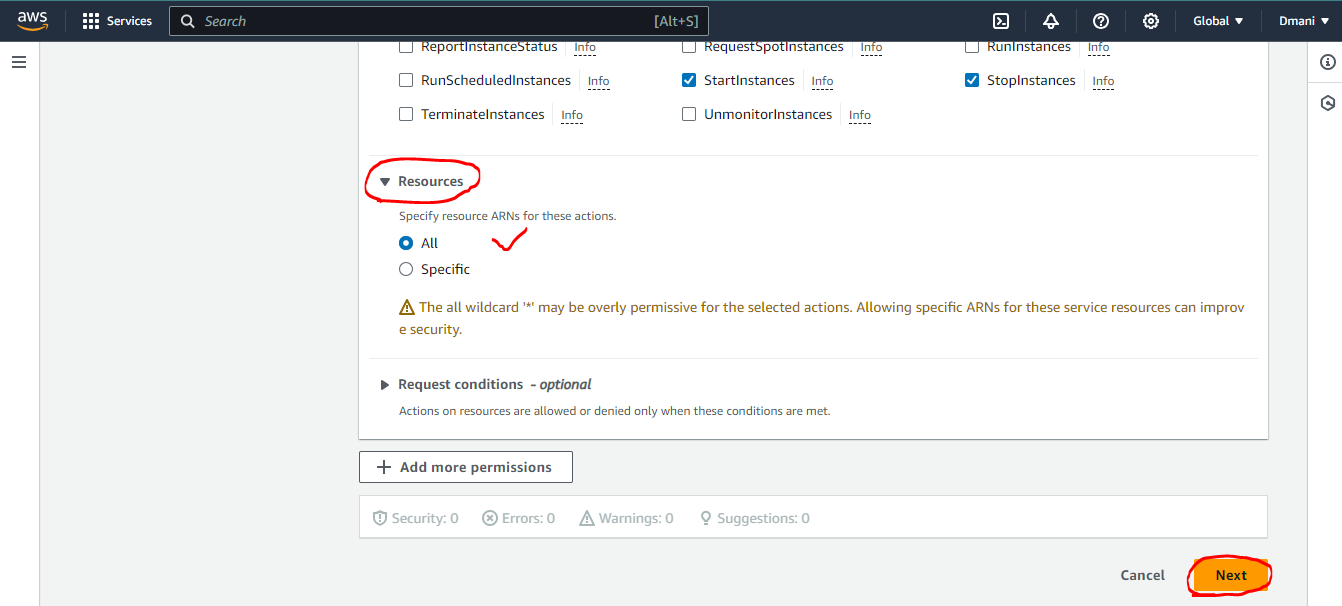 aws Services Search [Alt+S] Global Dmani
ReportInstanceStatus Info RequestSpotInstances Info RunInstances Info
RunScheduledInstances Info StartInstances Info StopInstances Info
TerminateInstances Info UnmonitorInstances Info
Resources
Specify resource ARNs for these actions.
All
Specific
The all wildcard '*' may be overly permissive for the selected actions. Allowing specific ARNs for these service resources can improv
e security.
Request conditions - optional
Actions on resources are allowed or denied only when these conditions are met.
Add more permissions
Security: 0 Errors: 0 Warnings: 0 Suggestions: 0
Cancel Next